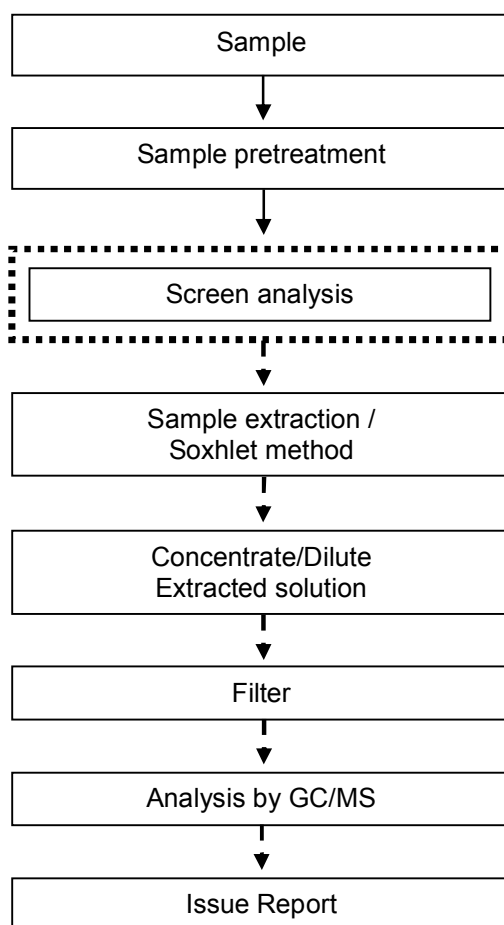 Sample
Sample pretreatment
Screen analysis
Sample extraction /
Soxhlet method
Concentrate/Dilute
Extracted solution
Filter
Analysis by GC/MS
Issue Report